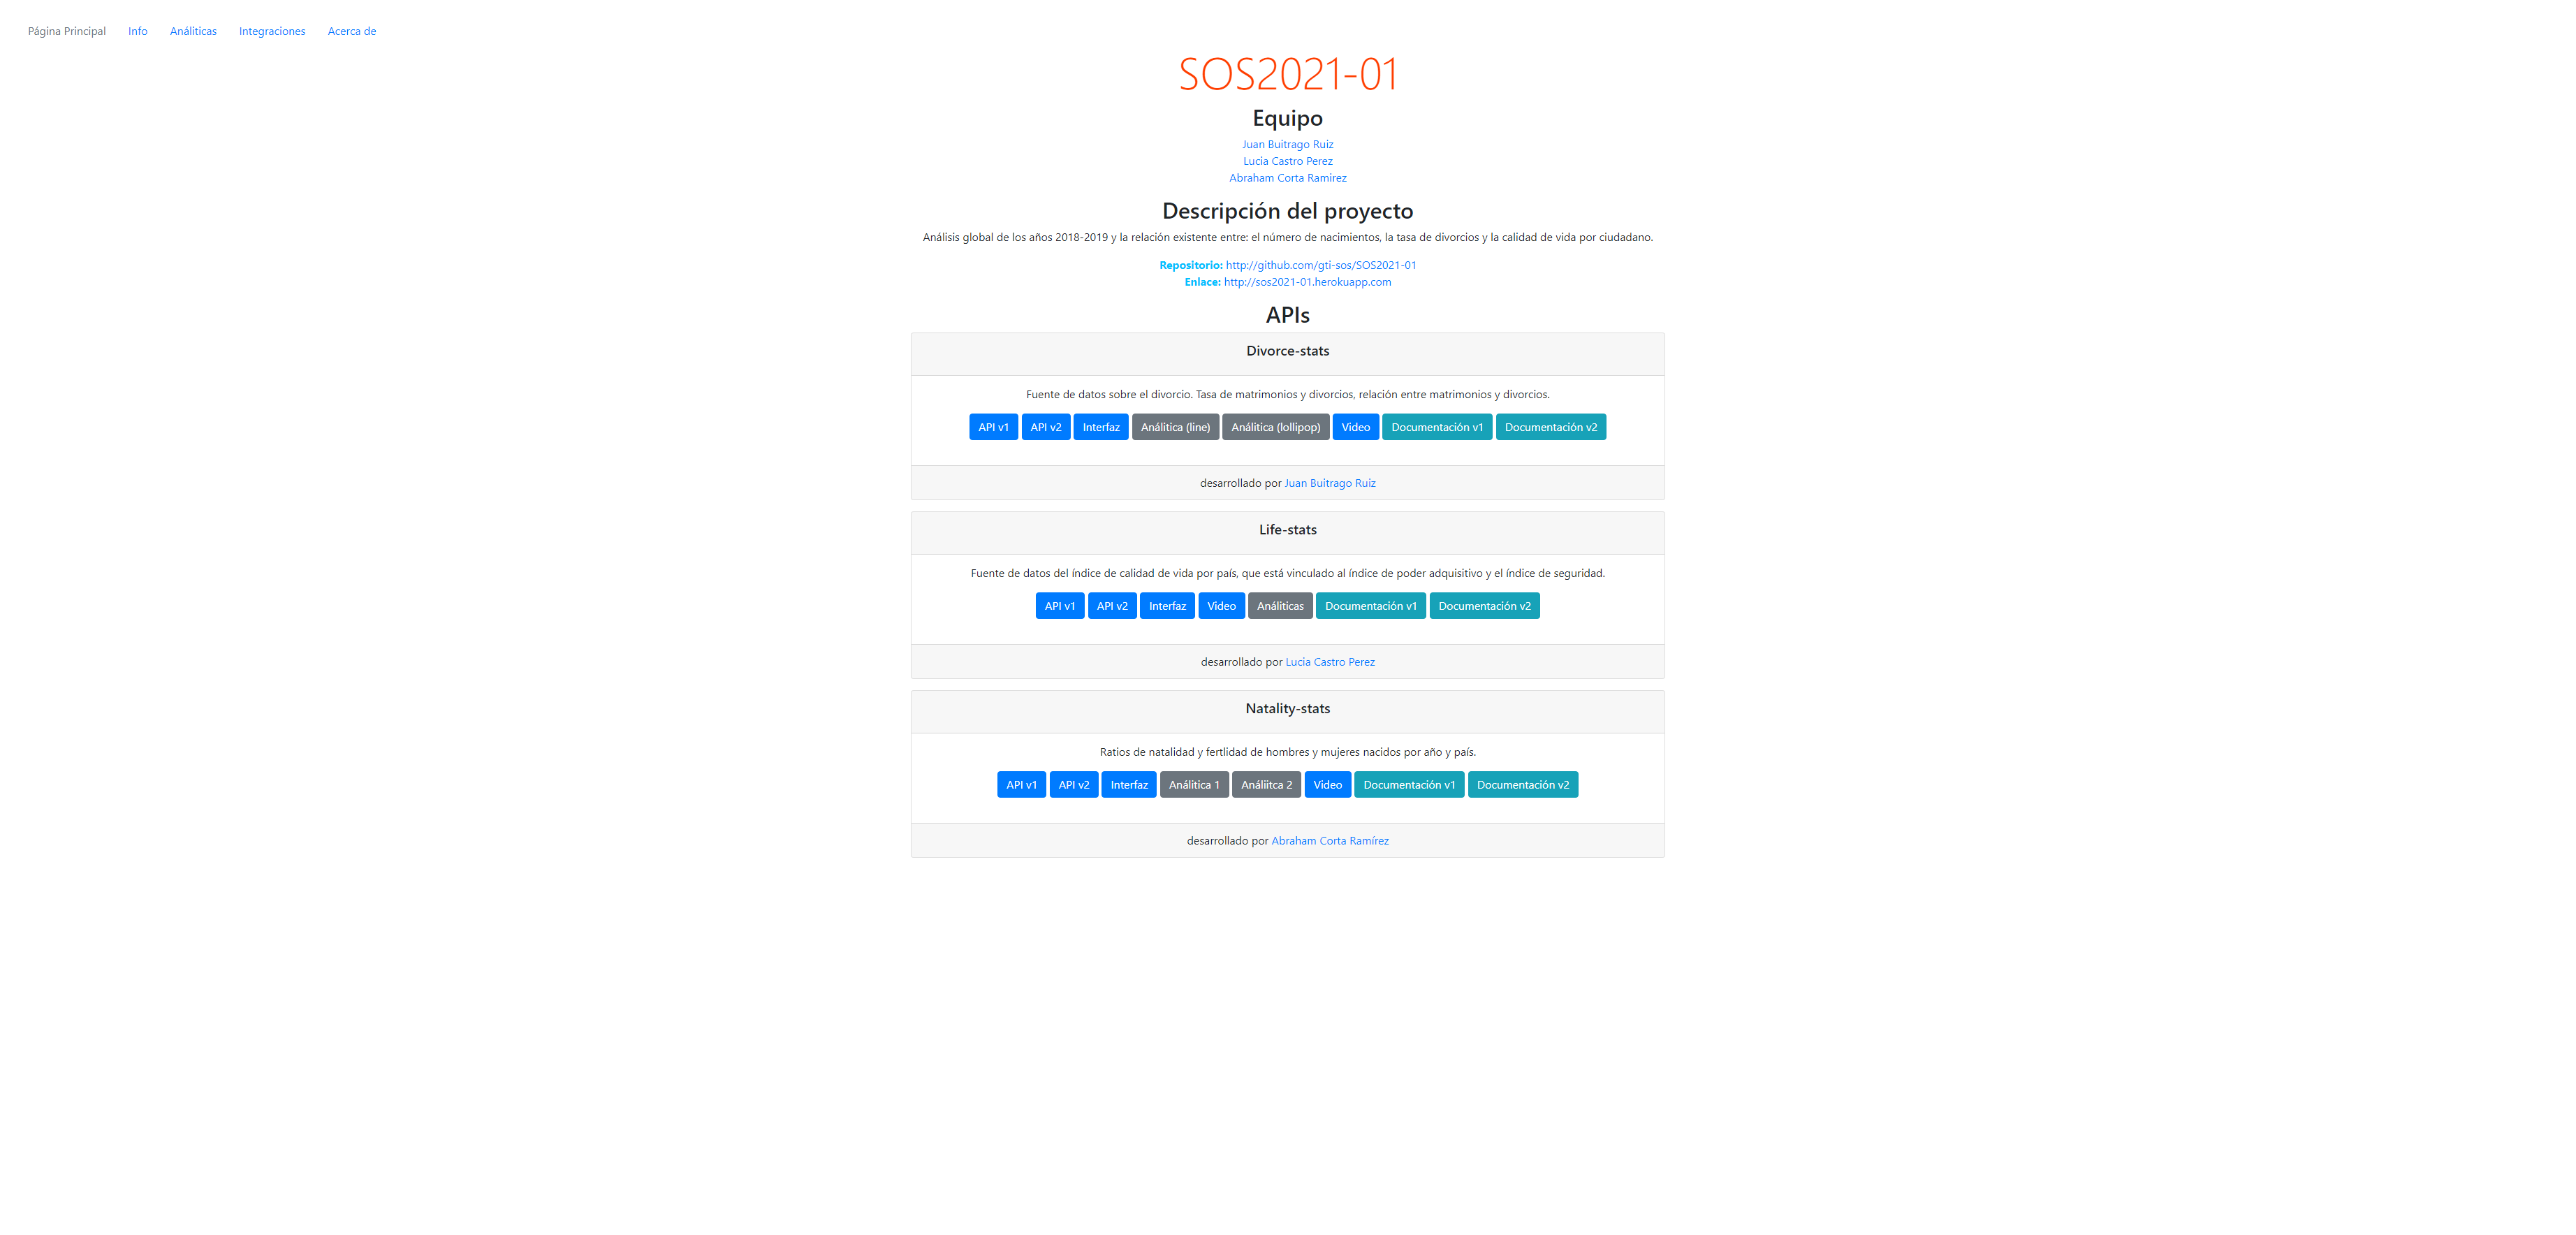 Página Principal Info Análiticas Integraciones Acerca de
SOS2021-01
Equipo
Juan Buitrago Ruiz
Lucia Castro Perez
Abraham Corta Ramirez
Descripción del proyecto
Análisis global de los años 2018-2019 y la relación existente entre: el número de nacimientos, la tasa de divorcios y la calidad de vida por ciudadano.
Repositorio: http://github.com/gti-sos/SOS2021-01
Enlace: http://sos2021-01.herokuapp.com
APIs
Divorce-stats
Fuente de datos sobre el divorcio. Tasa de matrimonios y divorcios, relación entre matrimonios y divorcios.
API v1 API v2 Interfaz Análitica (line) Análitica (lollipop) Video Documentación v1 Documentación v2
desarrollado por Juan Buitrago Ruiz
Life-stats
Fuente de datos del índice de calidad de vida por país, que está vinculado al índice de poder adquisitivo y el índice de seguridad.
API v1 API v2 Interfaz Video Análiticas Documentación v1 Documentación v2
desarrollado por Lucia Castro Perez
Natality-stats
Ratios de natalidad y fertlidad de hombres y mujeres nacidos por año y país.
API v1 API v2 Interfaz Análitica 1 Análiitca 2 Video Documentación v1 Documentación v2
desarrollado por Abraham Corta Ramírez